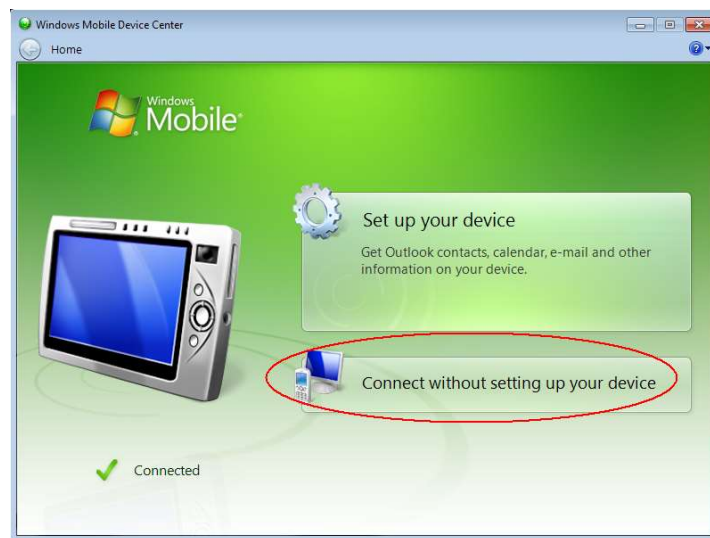 Windows Mobile Device Center
Home
Windows
Mobile
Set up your device
Get Outlook contacts, calendar, e-mail and other
information on your device.
Connect without setting up your device
Connected